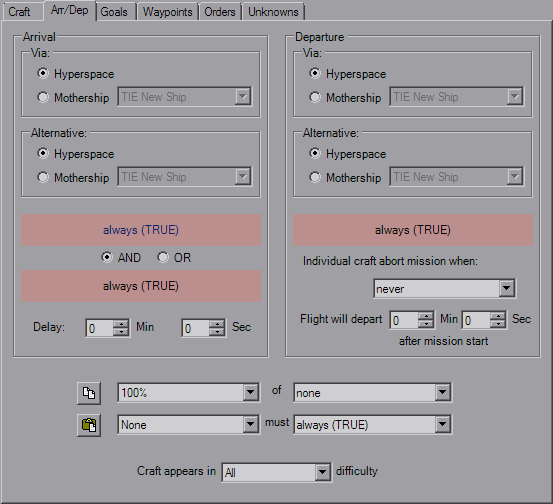 Craft Arr/Dep Goals Waypoints Orders Unknowns
Arrival
Via:
Hyperspace
Mothership TIE New Ship
Alternative:
Hyperspace
Mothership TIE New Ship
always (TRUE)
AND OR
always (TRUE)
Delay: 0 Min 0 Sec
Departure
Via:
Hyperspace
Mothership TIE New Ship
Alternative:
Hyperspace
Mothership TIE New Ship
always (TRUE)
Individual craft abort mission when:
never
Flight will depart 0 Min 0 Sec
after mission start
100% of none
None must always (TRUE)
Craft appears in All difficulty